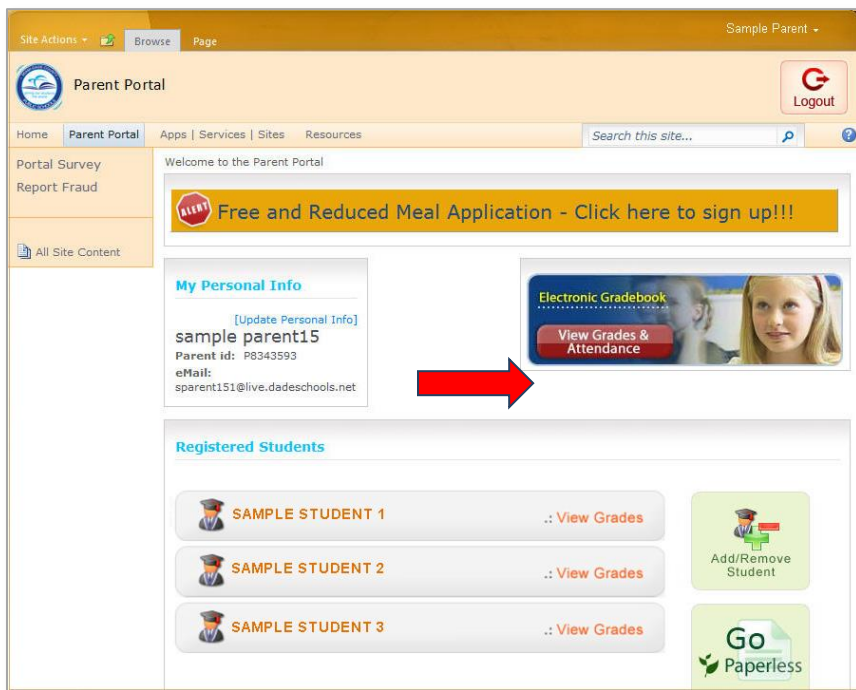 Sample Parent
Site Actions Browse Page
Parent Portal
Logout
Home Parent Portal Apps | Services | Sites Resources Search this site...
Portal Survey
Report Fraud
All Site Content
Welcome to the Parent Portal
ALERT Free and Reduced Meal Application - Click here to sign up!!!
My Personal Info
[Update Personal Info]
sample parent15
Parent id: P8343593
eMail:
sparent151@live.dadeschools.net
Electronic Gradebook
View Grades &
Attendance
Registered Students
SAMPLE STUDENT 1 .: View Grades
SAMPLE STUDENT 2 .: View Grades
SAMPLE STUDENT 3 .: View Grades
Add/Remove
Student
Go
Paperless